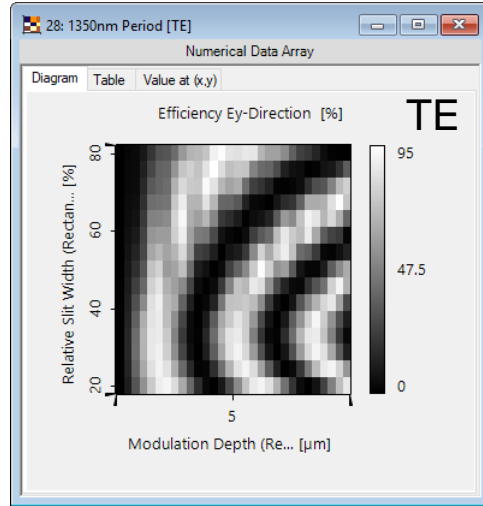 28: 1350nm Period [TE]
Numerical Data Array
Diagram Table Value at (x,y)
Efficiency Ey-Direction [%]
TE
Relative Slit Width (Rectan... [%]
80
60
40
20
95
47.5
0
5
Modulation Depth (Re... [µm]